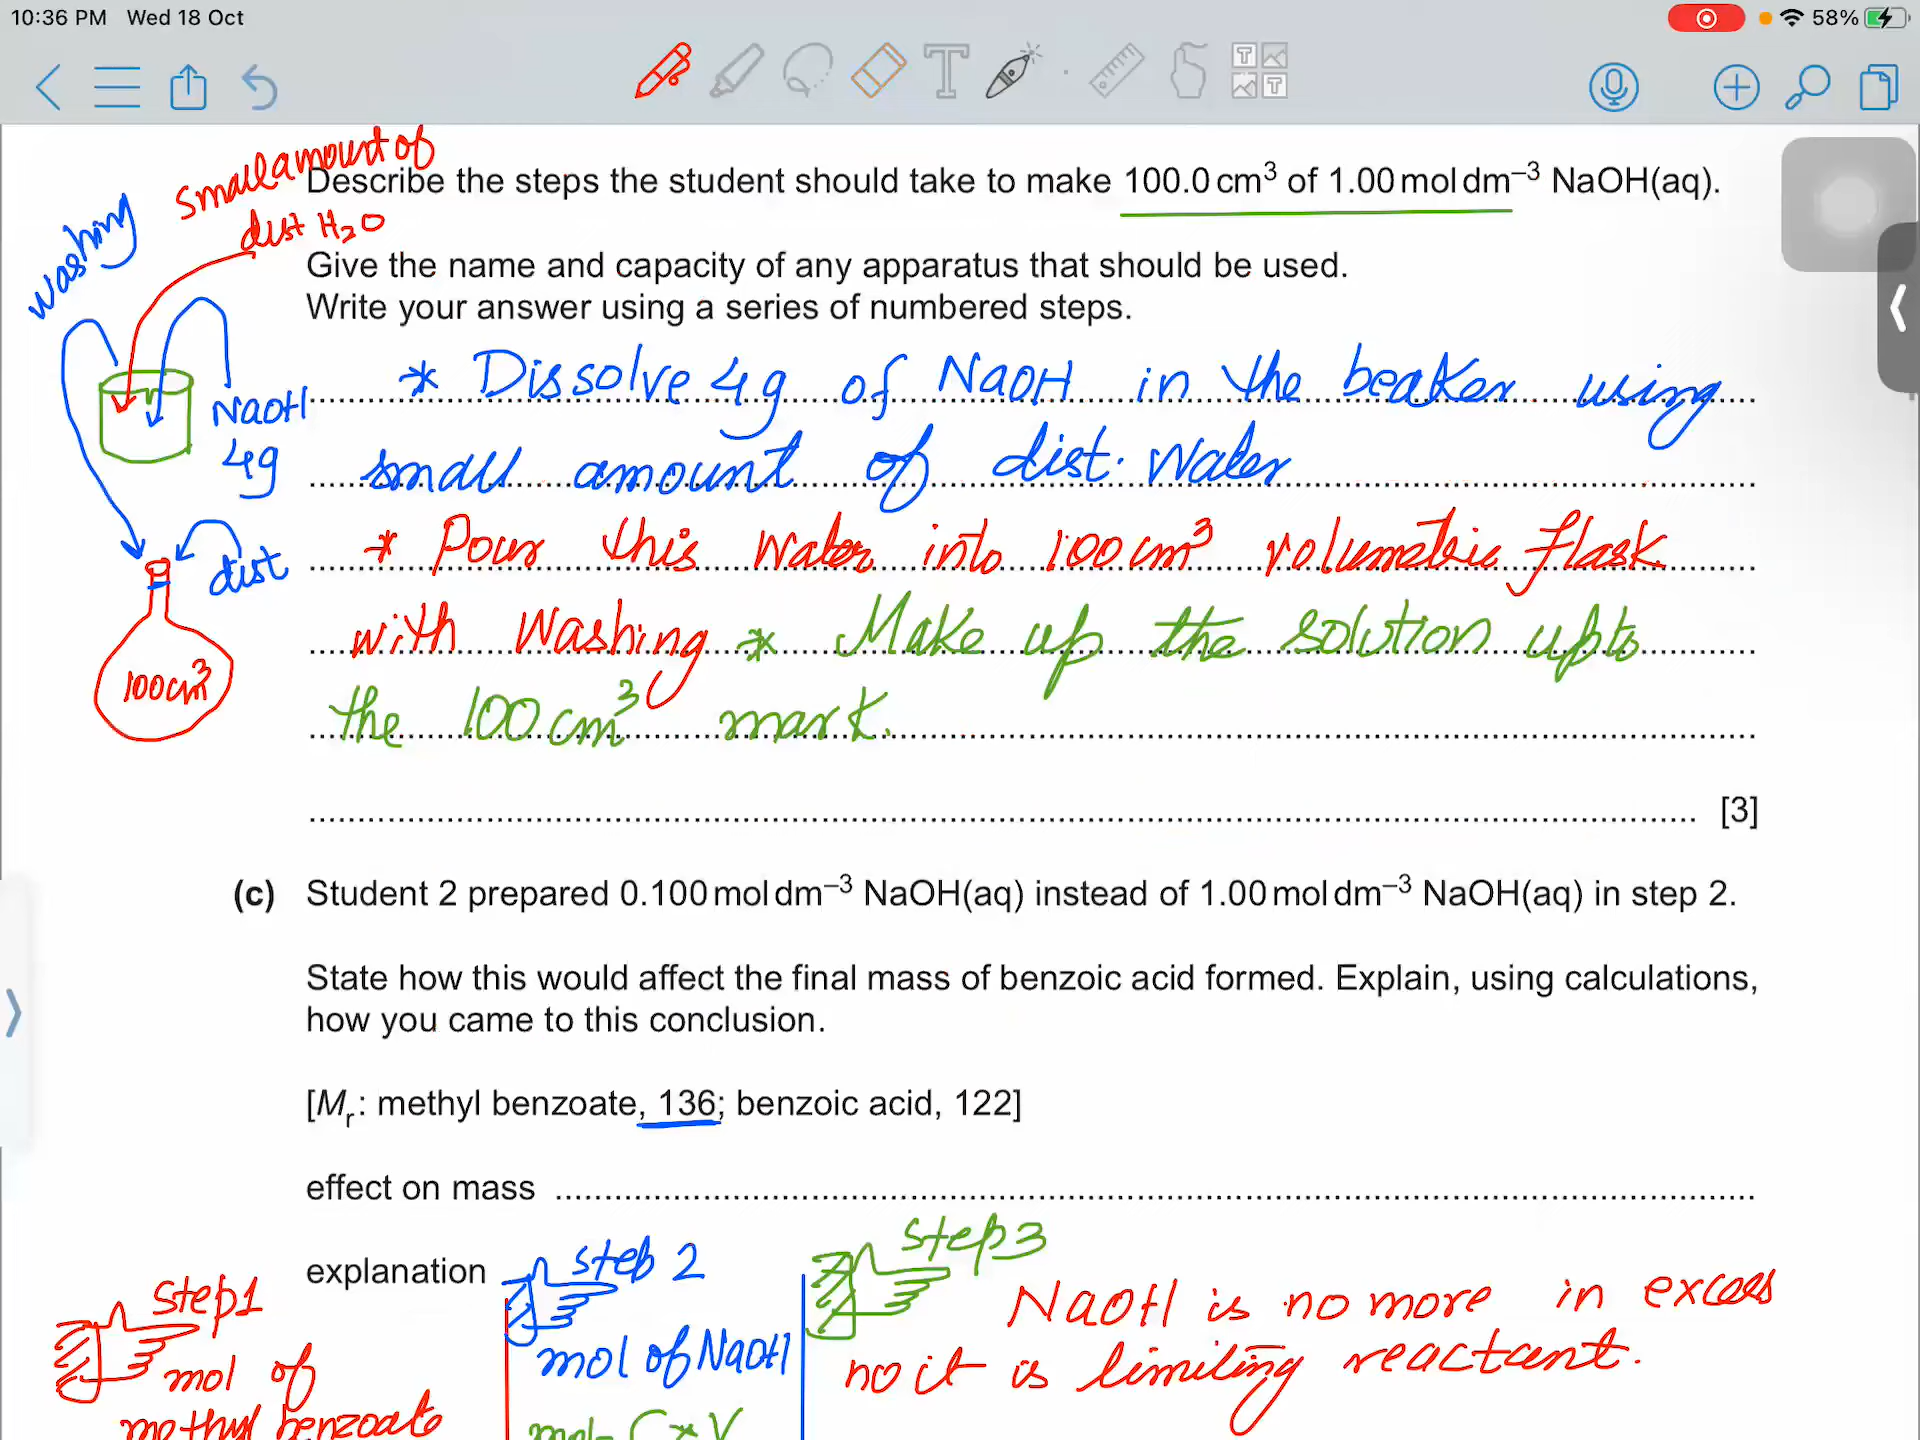 10:36 PM Wed 18 Oct
58%
small amount of
dist H₂O
washing
Describe the steps the student should take to make 100.0 cm³ of 1.00 mol dm⁻³ NaOH(aq).
Give the name and capacity of any apparatus that should be used.
Write your answer using a series of numbered steps.
* Dissolve 4g of NaOH in the beaker using
NaOH
4g
small amount of dist. Water
* Pour this Water into 100 cm³ volumetric flask
dist
with Washing * Make up the solution upto
100cm³
the 100 cm³ mark.
[3]
(c) Student 2 prepared 0.100 mol dm⁻³ NaOH(aq) instead of 1.00 mol dm⁻³ NaOH(aq) in step 2.
State how this would affect the final mass of benzoic acid formed. Explain, using calculations,
how you came to this conclusion.
[Mᵣ: methyl benzoate, 136; benzoic acid, 122]
effect on mass
explanation
step1
mol of
methyl benzoate
step 2
mol of NaOH
mol= C × V
step3
NaOH is no more in excess
no it is limiting reactant.